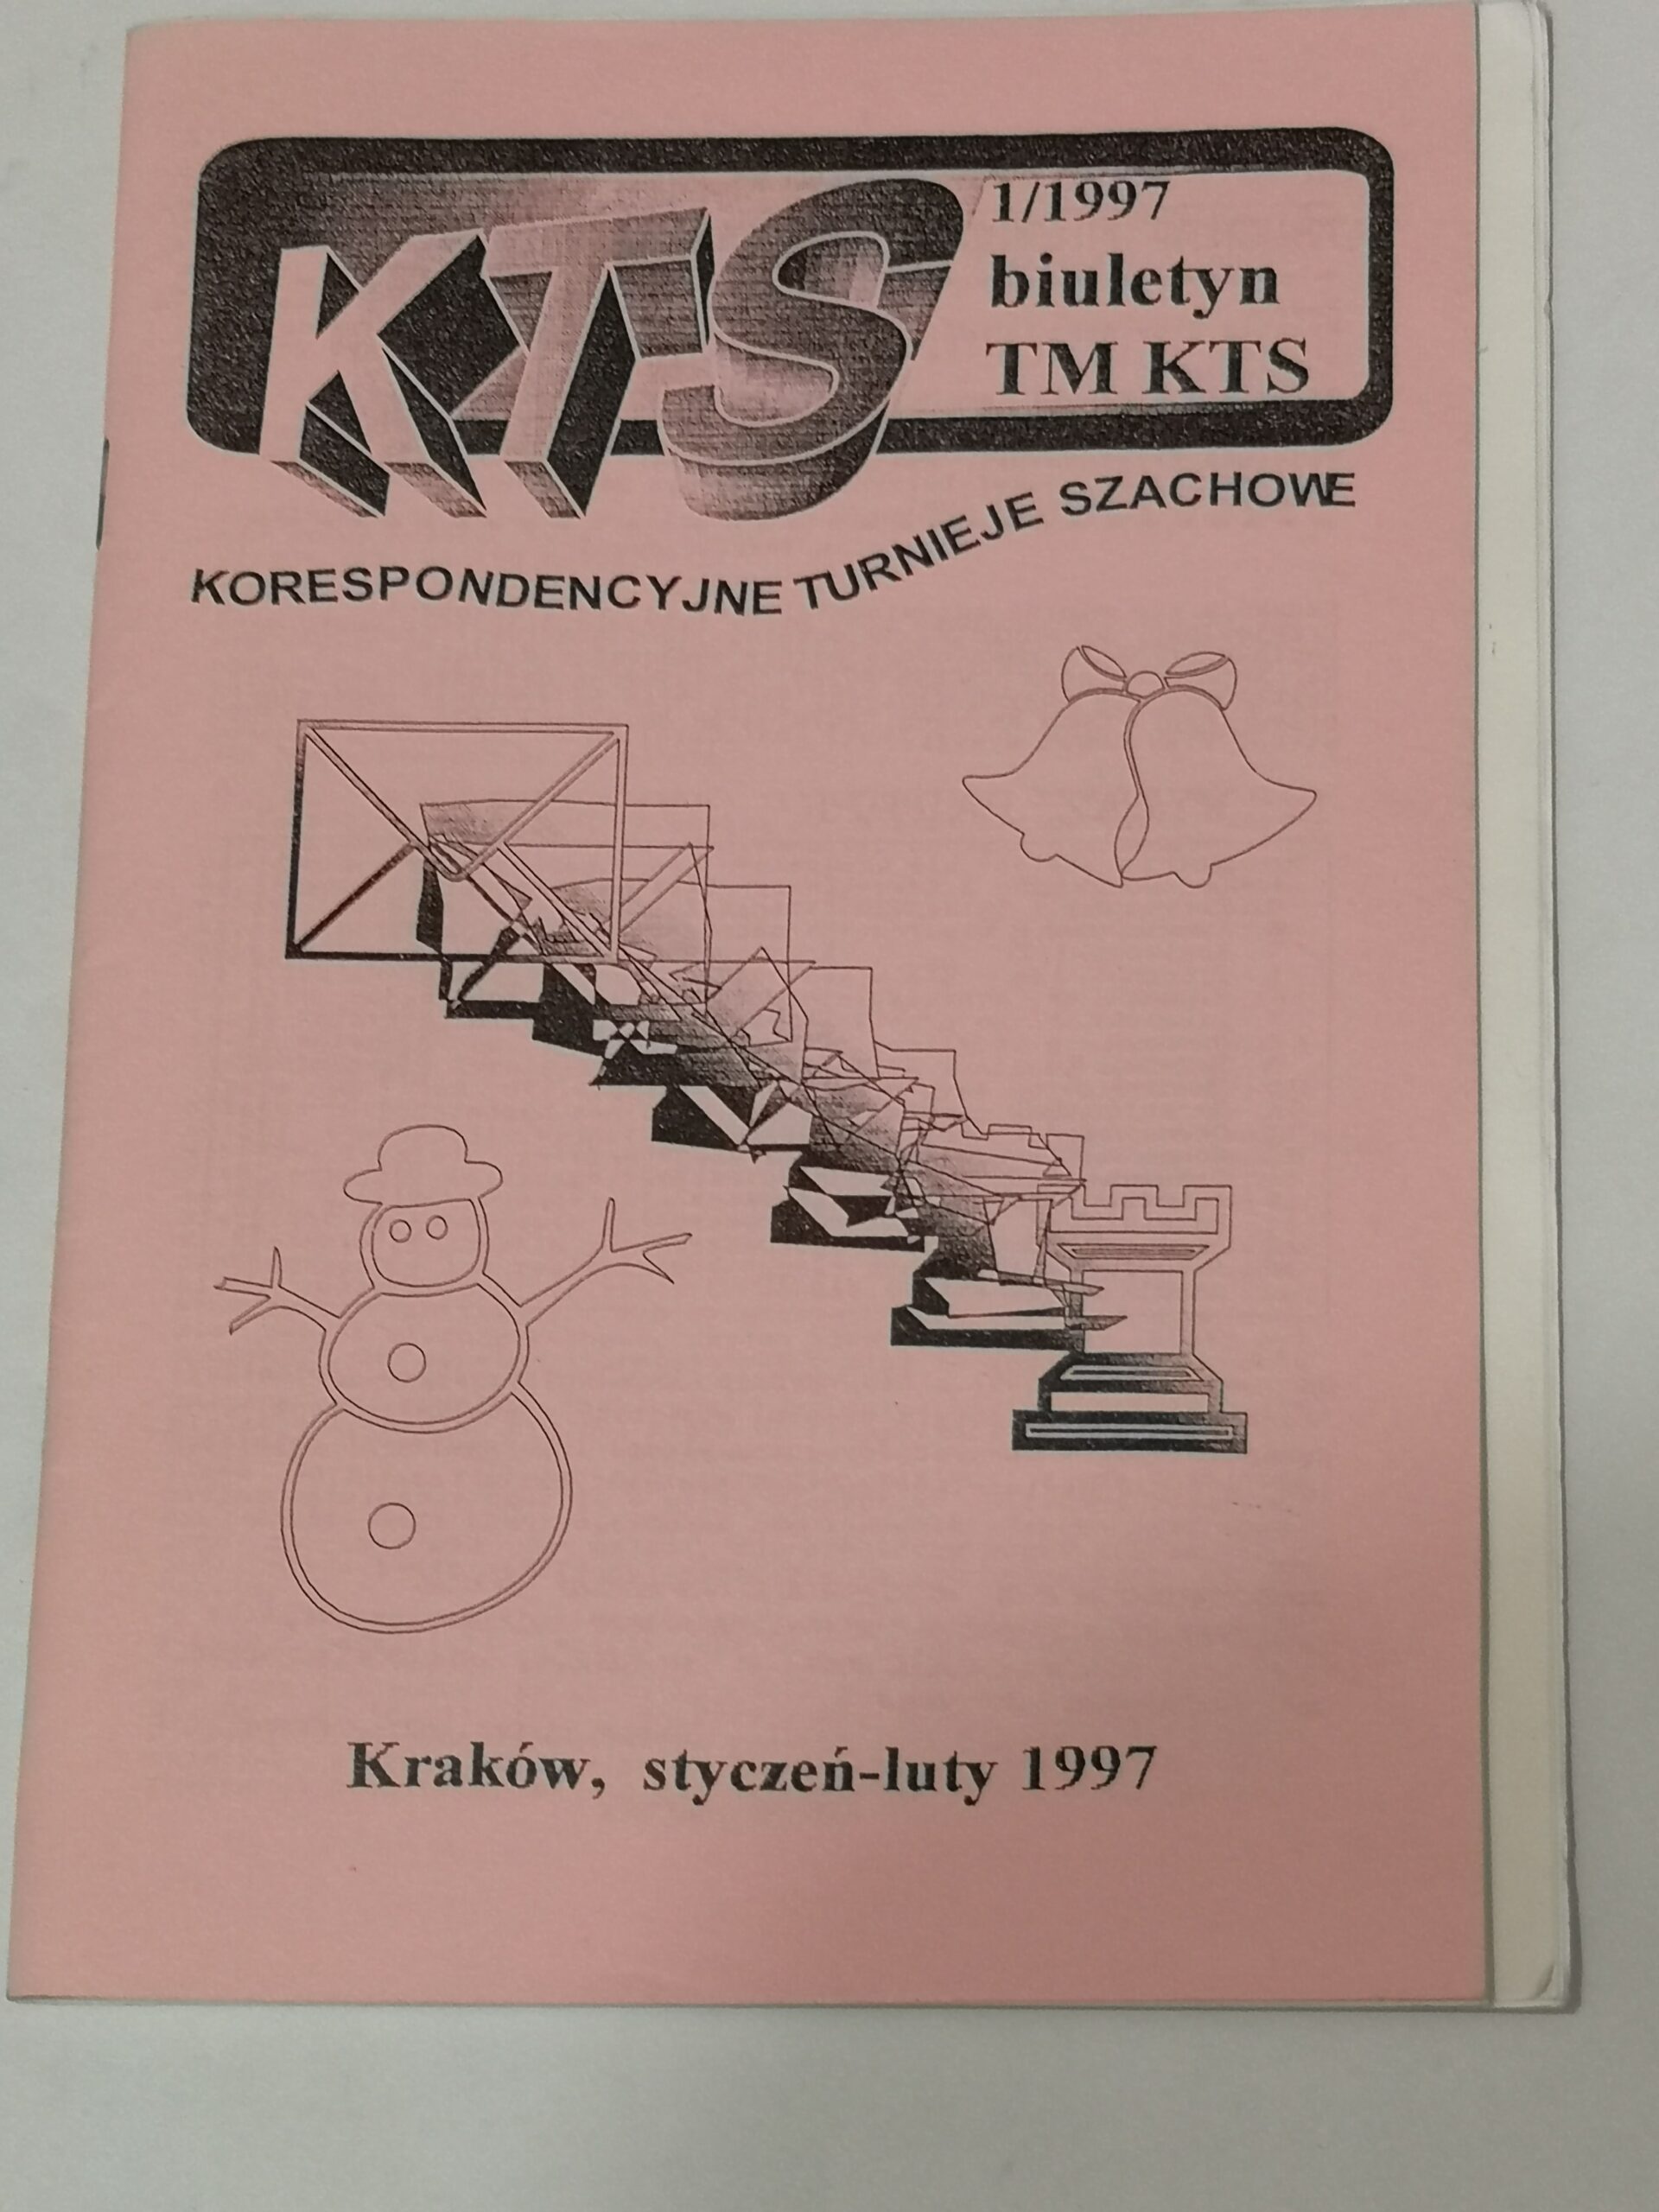 KTS
1/1997
biuletyn
TM KTS
KORESPONDENCYJNE TURNIEJE SZACHOWE
Kraków, styczeń-luty 1997